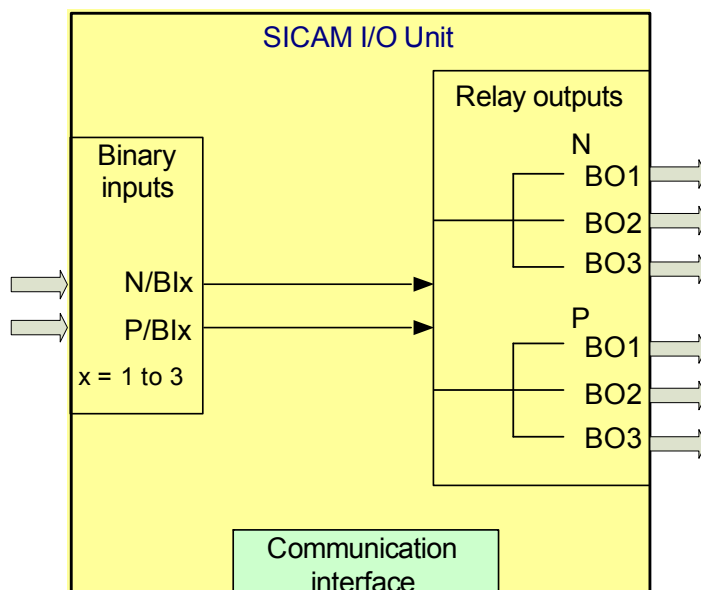 SICAM I/O Unit
Binary
inputs
N/BIx
P/BIx
x = 1 to 3
Relay outputs
N
BO1
BO2
BO3
P
BO1
BO2
BO3
Communication
interface